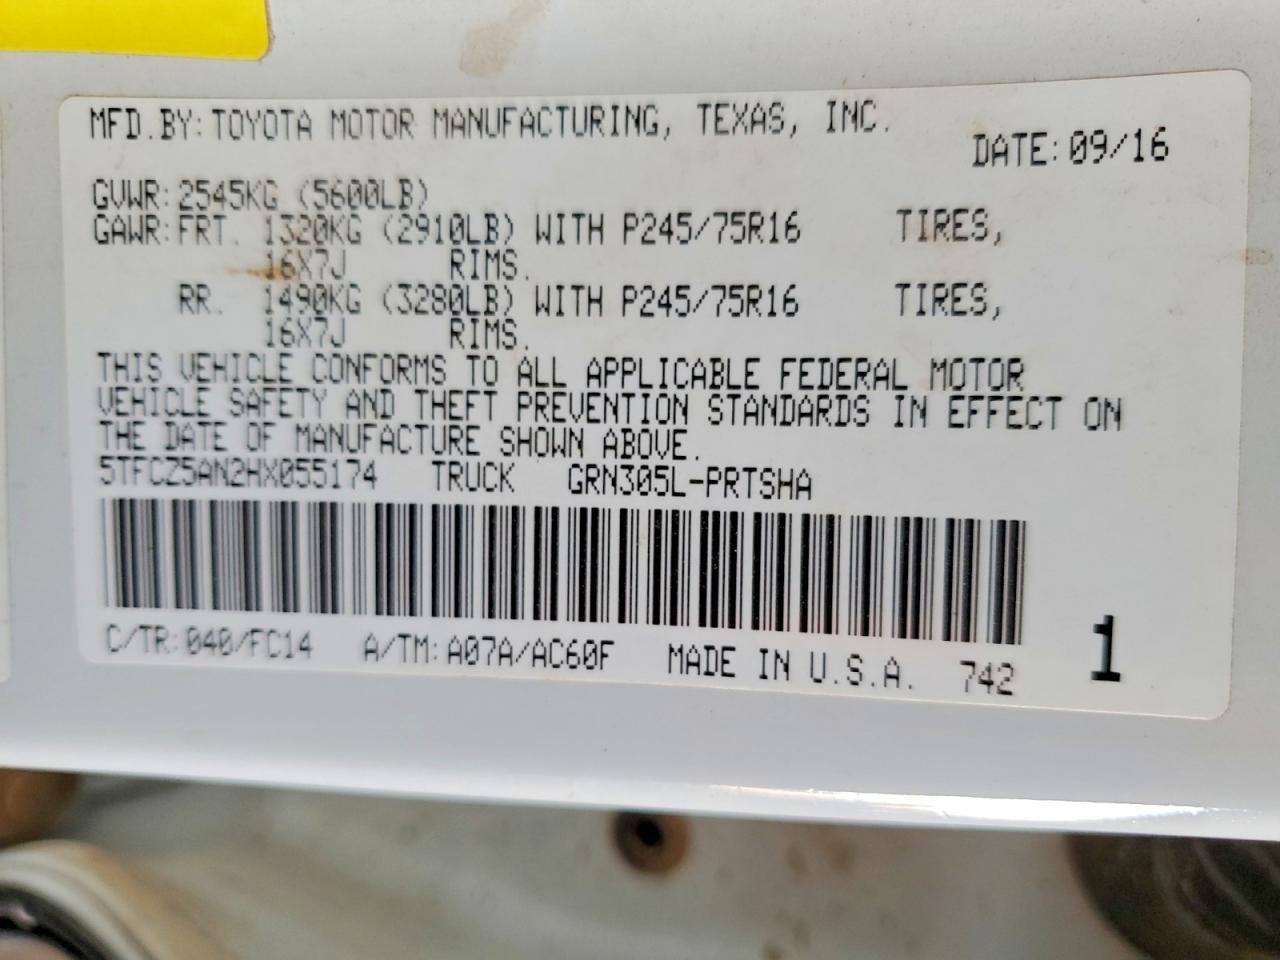 MFD.BY:TOYOTA MOTOR MANUFACTURING, TEXAS, INC.
DATE:09/16
GVWR:2545KG (5600LB)
GAWR:FRT. 1320KG (2910LB) WITH P245/75R16 TIRES,
16X7J RIMS.
RR. 1490KG (3280LB) WITH P245/75R16 TIRES,
16X7J RIMS.
THIS VEHICLE CONFORMS TO ALL APPLICABLE FEDERAL MOTOR
VEHICLE SAFETY AND THEFT PREVENTION STANDARDS IN EFFECT ON
THE DATE OF MANUFACTURE SHOWN ABOVE.
5TFCZ5AN2HX055174 TRUCK GRN305L-PRTSHA
C/TR:040/FC14 A/TM:A07A/AC60F MADE IN U.S.A. 742
1